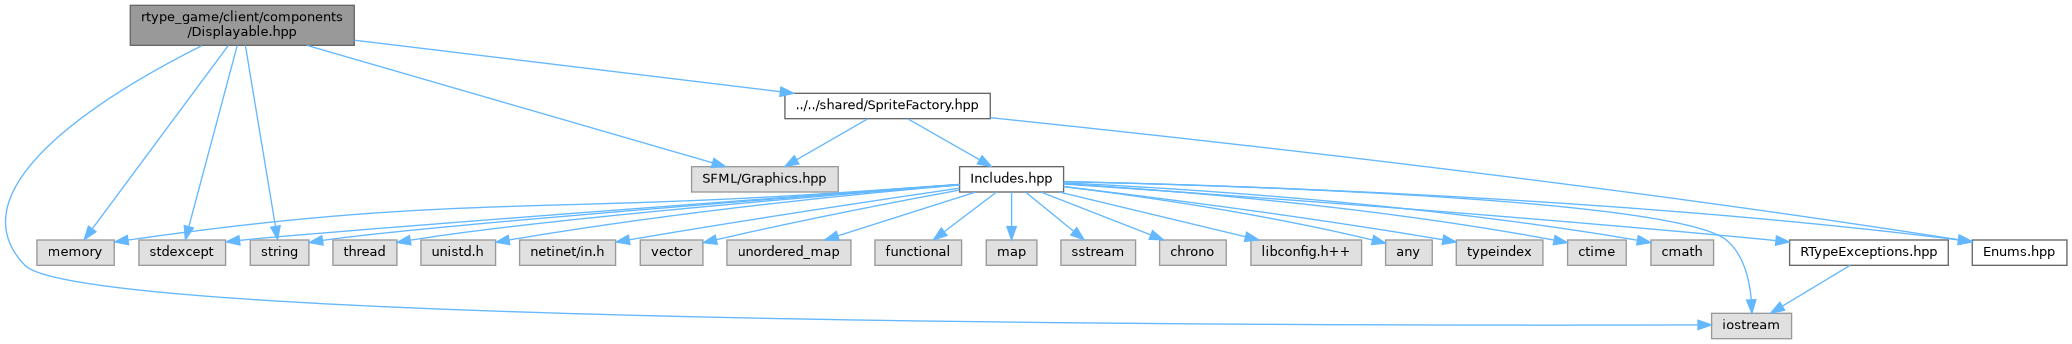 rtype_game/client/components
/Displayable.hpp
../../shared/SpriteFactory.hpp
SFML/Graphics.hpp
Includes.hpp
memory
stdexcept
string
thread
unistd.h
netinet/in.h
vector
unordered_map
functional
map
sstream
chrono
libconfig.h++
any
typeindex
ctime
cmath
RTypeExceptions.hpp
Enums.hpp
iostream